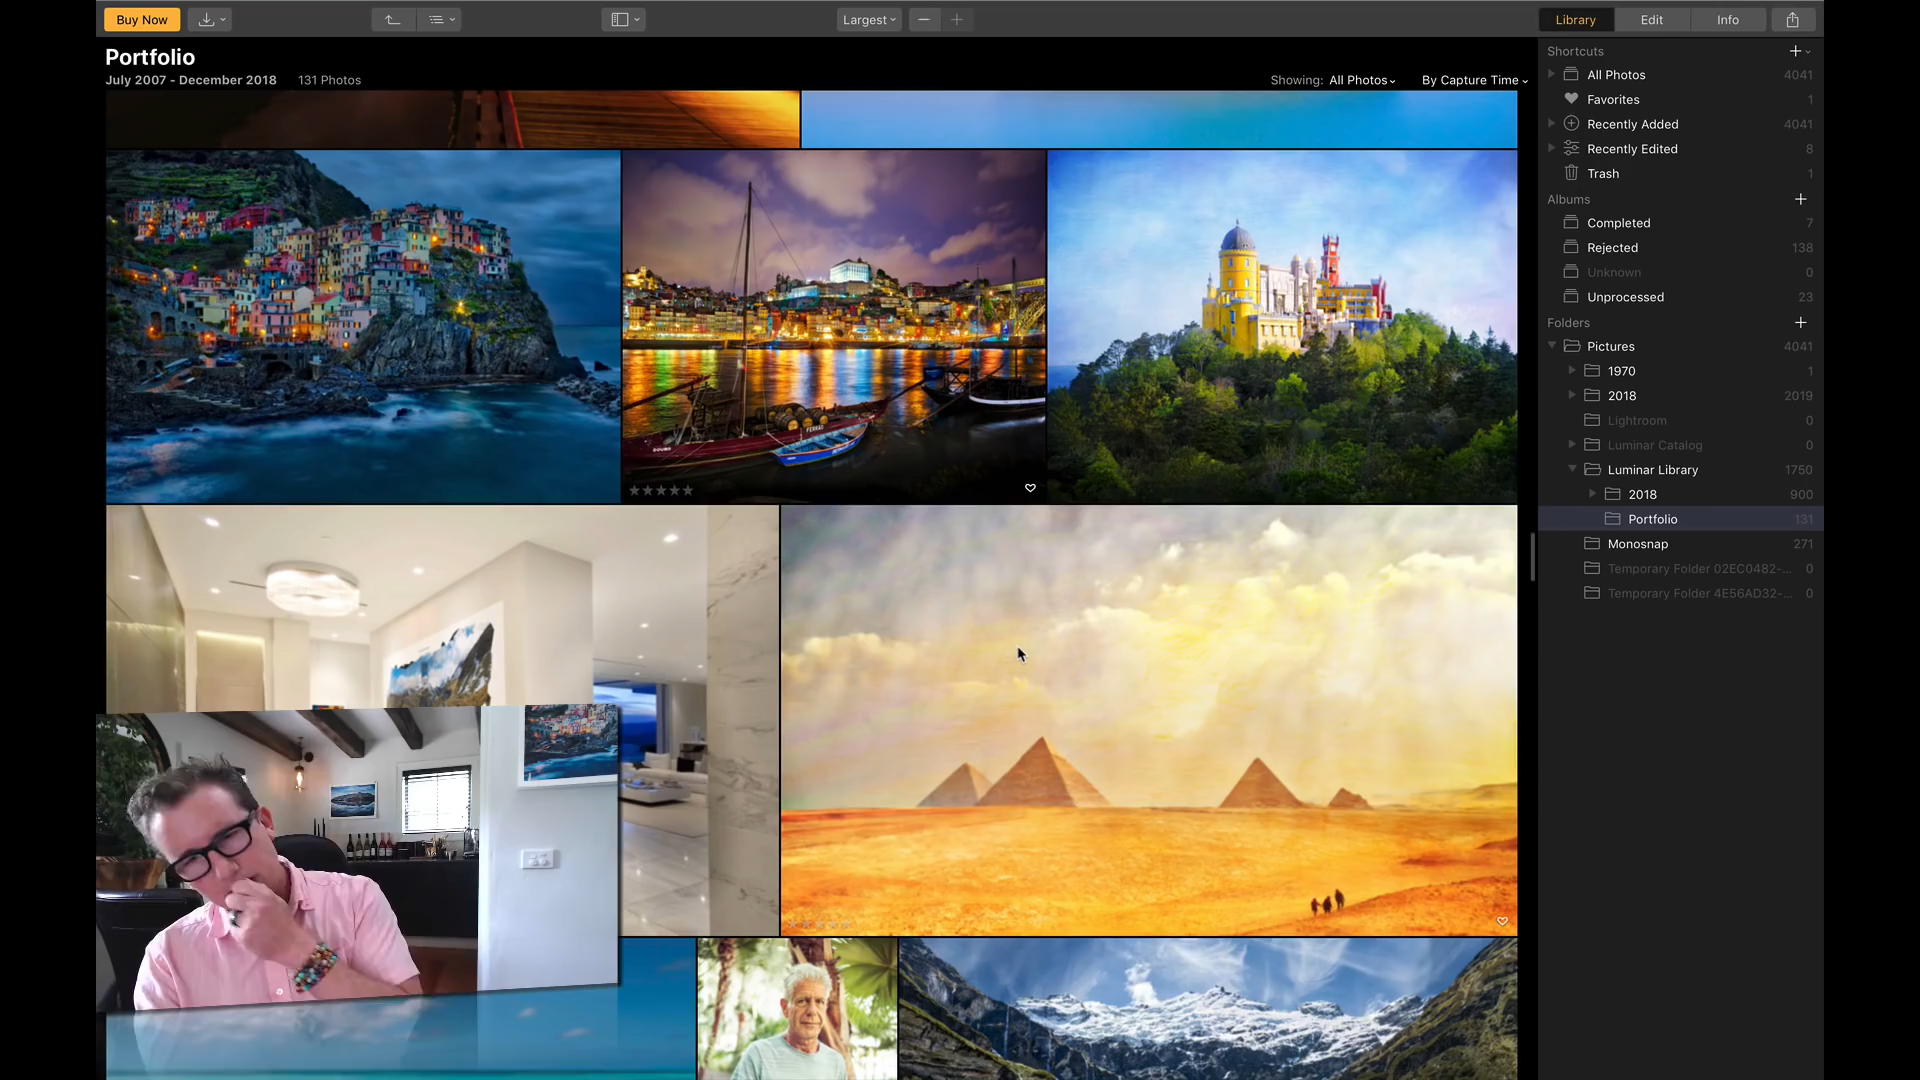 Buy Now
Largest
Library
Edit
Info
Portfolio
July 2007 - December 2018
131 Photos
Showing: All Photos
By Capture Time
Shortcuts
All Photos 4041
Favorites 1
Recently Added 4041
Recently Edited 8
Trash 1
Albums
Completed 7
Rejected 138
Unknown 0
Unprocessed 23
Folders
Pictures 4041
1970 1
2018 2019
Lightroom 0
Luminar Catalog 0
Luminar Library 1750
2018 900
Portfolio 131
Monosnap 271
Temporary Folder 02EC0482-... 0
Temporary Folder 4E56AD32-... 0
FERRAD
DOURO